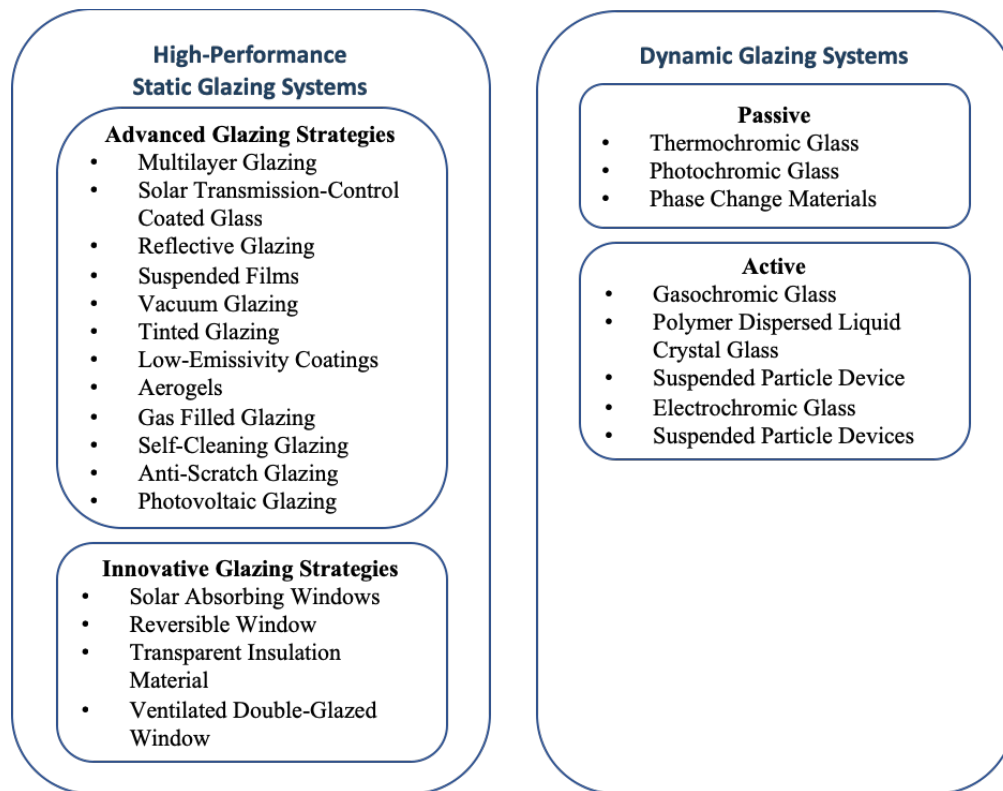 High-Performance
Static Glazing Systems
Advanced Glazing Strategies
• Multilayer Glazing
• Solar Transmission-Control
Coated Glass
• Reflective Glazing
• Suspended Films
• Vacuum Glazing
• Tinted Glazing
• Low-Emissivity Coatings
• Aerogels
• Gas Filled Glazing
• Self-Cleaning Glazing
• Anti-Scratch Glazing
• Photovoltaic Glazing
Innovative Glazing Strategies
• Solar Absorbing Windows
• Reversible Window
• Transparent Insulation
Material
• Ventilated Double-Glazed
Window
Dynamic Glazing Systems
Passive
• Thermochromic Glass
• Photochromic Glass
• Phase Change Materials
Active
• Gasochromic Glass
• Polymer Dispersed Liquid
Crystal Glass
• Suspended Particle Device
• Electrochromic Glass
• Suspended Particle Devices